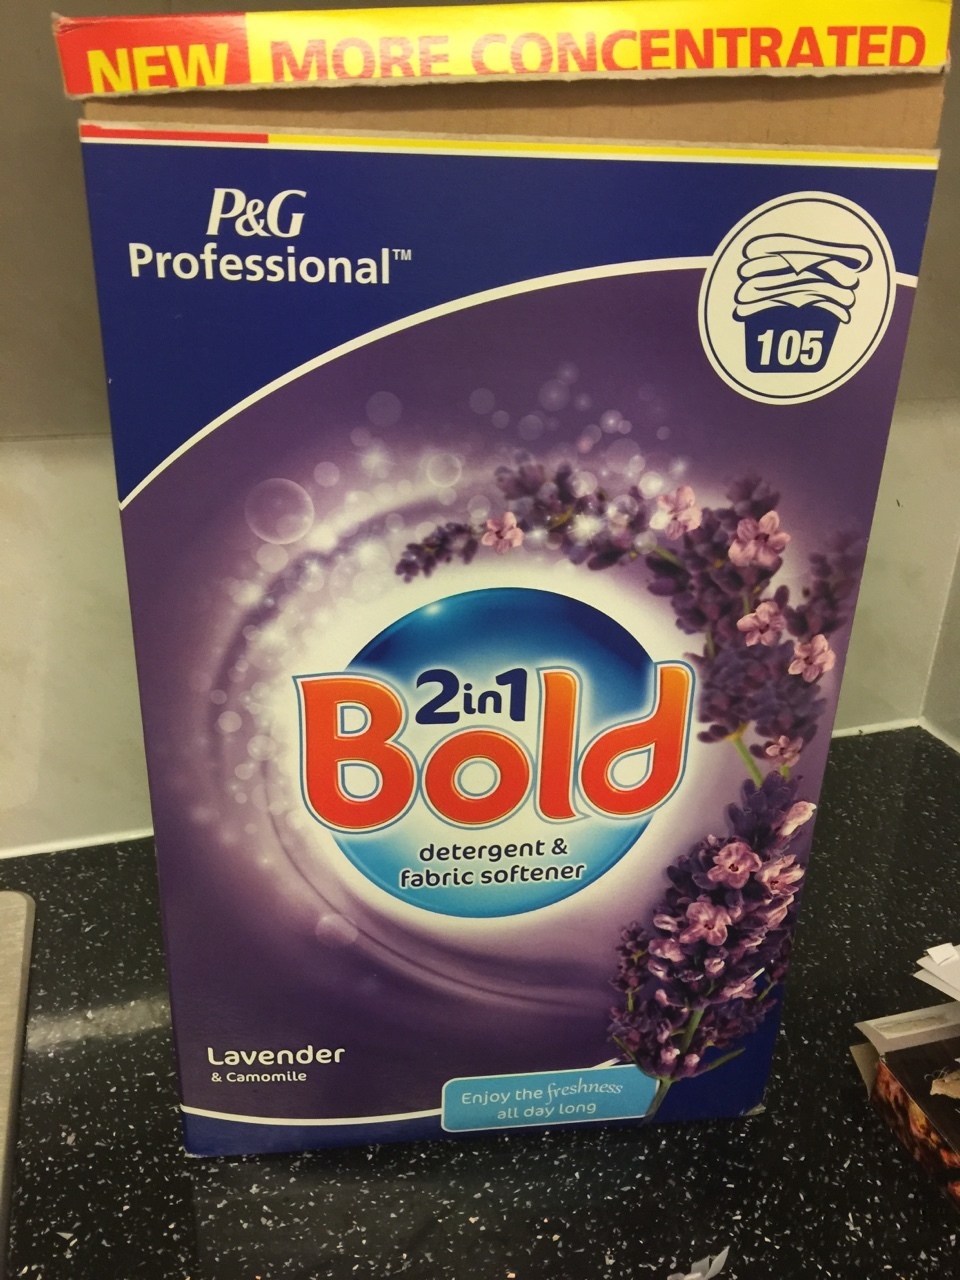 NEW MORE CONCENTRATED
P&G
Professional™
105
2in1
Bold
detergent &
fabric softener
Lavender
& Camomile
Enjoy the freshness
all day long